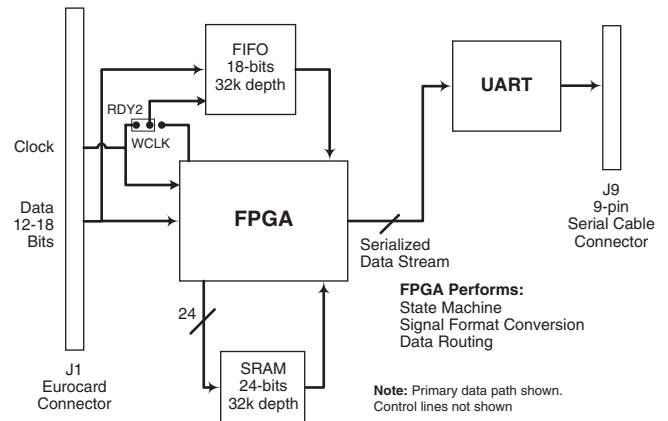 FIFO
18-bits
32k depth
UART
RDY2
WCLK
Clock
Data
12-18
Bits
FPGA
Serialized
Data Stream
J9
9-pin
Serial Cable
Connector
FPGA Performs:
State Machine
Signal Format Conversion
Data Routing
24
SRAM
24-bits
32k depth
J1
Eurocard
Connector
Note: Primary data path shown.
Control lines not shown